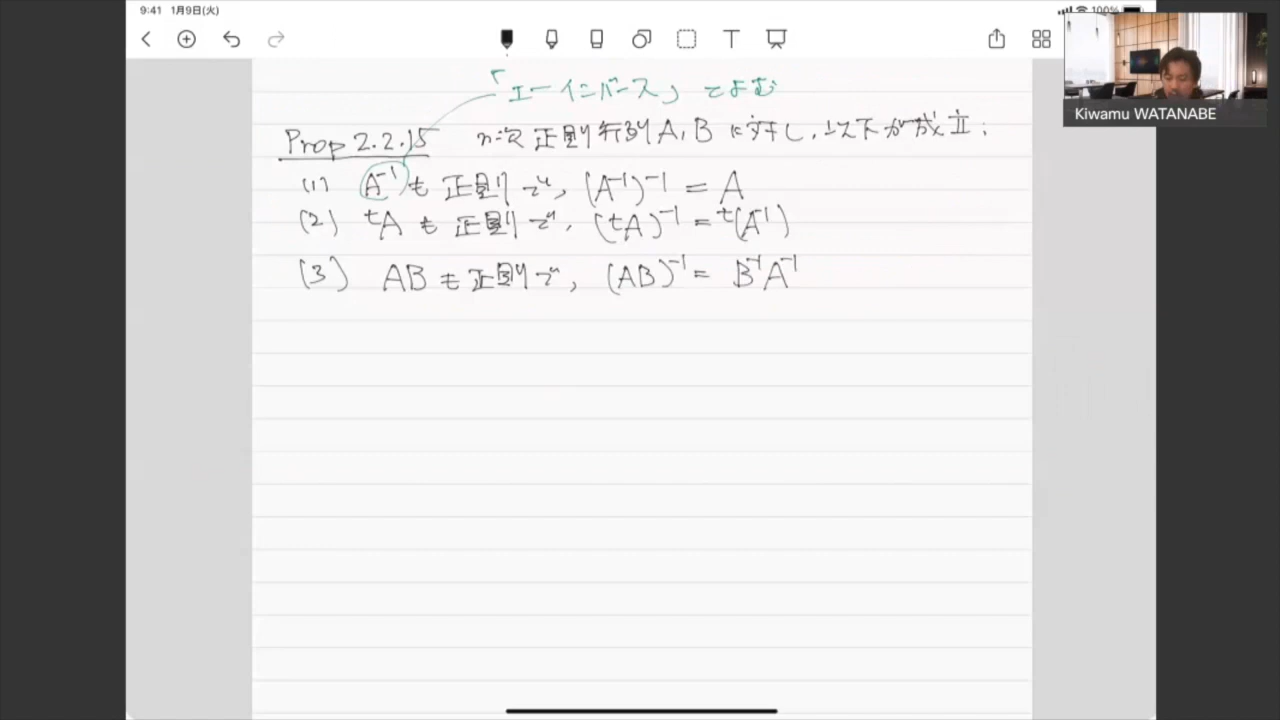 9:41 1月9日(火)
100%
Kiwamu WATANABE
「エーインバース」とよむ
Prop 2.2.15 n次正則行列A, Bに対し, 以下が成立:
(1) A⁻¹も正則で, (A⁻¹)⁻¹ = A
(2) ᵗAも正則で, (ᵗA)⁻¹ = ᵗ(A⁻¹)
(3) ABも正則で, (AB)⁻¹ = B⁻¹A⁻¹